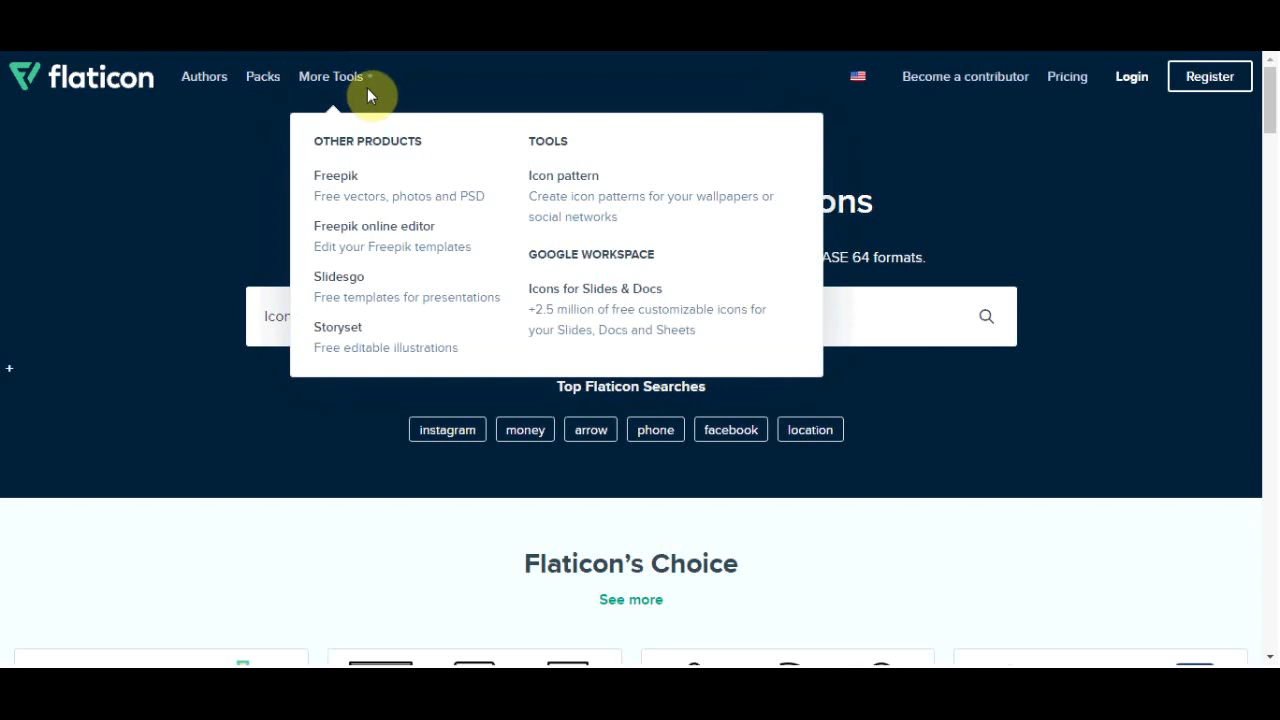 flaticon
Authors
Packs
More Tools
Become a contributor
Pricing
Login
Register
OTHER PRODUCTS
Freepik
Free vectors, photos and PSD
Freepik online editor
Edit your Freepik templates
Slidesgo
Free templates for presentations
Storyset
Free editable illustrations
TOOLS
Icon pattern
Create icon patterns for your wallpapers or
social networks
GOOGLE WORKSPACE
Icons for Slides & Docs
+2.5 million of free customizable icons for
your Slides, Docs and Sheets
ons
ASE 64 formats.
Icon
+
Top Flaticon Searches
instagram
money
arrow
phone
facebook
location
Flaticon’s Choice
See more